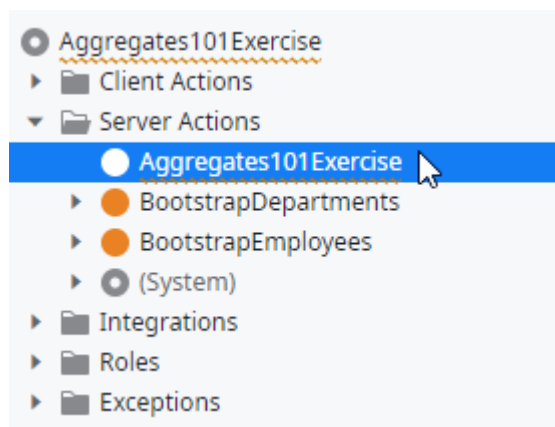 Aggregates101Exercise
Client Actions
Server Actions
Aggregates101Exercise
BootstrapDepartments
BootstrapEmployees
(System)
Integrations
Roles
Exceptions